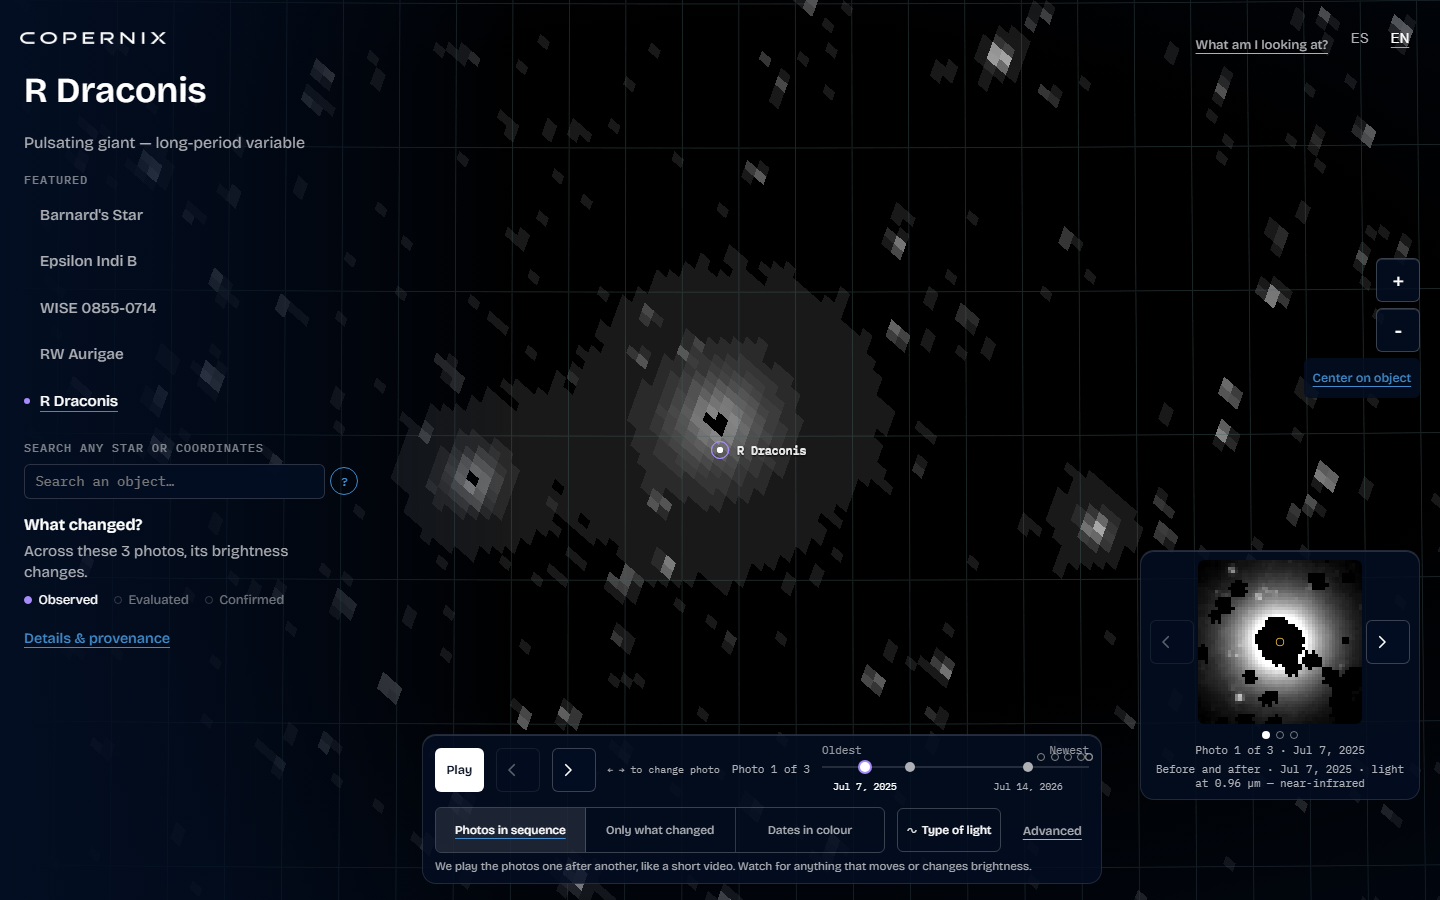 COPERNIX
What am I looking at?
ES
EN
R Draconis
Pulsating giant — long-period variable
FEATURED
Barnard's Star
Epsilon Indi B
WISE 0855-0714
RW Aurigae
R Draconis
SEARCH ANY STAR OR COORDINATES
Search an object…
?
What changed?
Across these 3 photos, its brightness
changes.
Observed
Evaluated
Confirmed
Details & provenance
R Draconis
+
-
Center on object
Photo 1 of 3 · Jul 7, 2025
Before and after · Jul 7, 2025 · light
at 0.96 µm — near-infrared
Play
← → to change photo
Photo 1 of 3
Oldest
Newest
Jul 7, 2025
Jul 14, 2026
Photos in sequence
Only what changed
Dates in colour
∿ Type of light
Advanced
We play the photos one after another, like a short video. Watch for anything that moves or changes brightness.